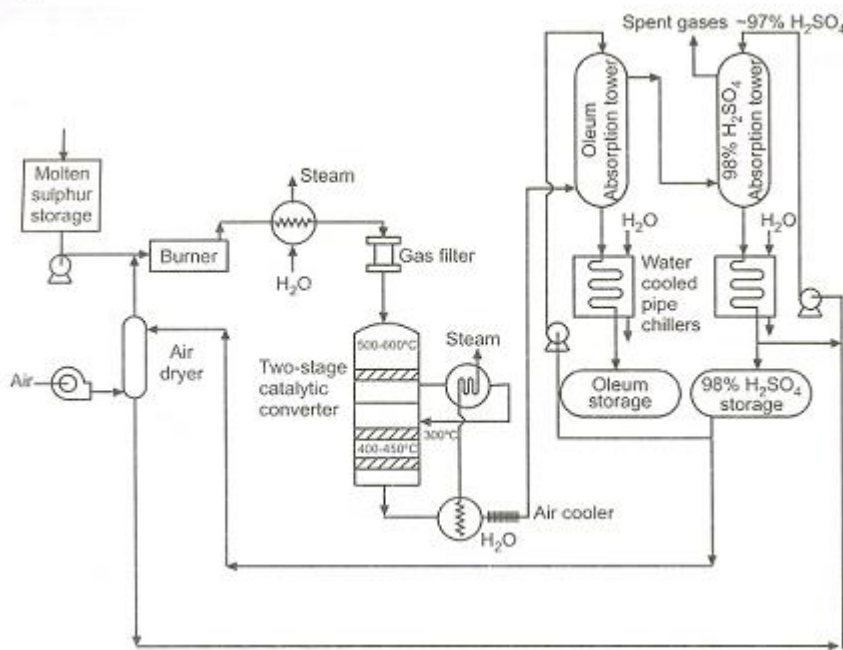 Spent gases ~97% H₂SO₄
Oleum
Absorption tower
98% H₂SO₄
Absorption tower
Molten
sulphur
storage
Steam
Burner
H₂O
Gas filter
H₂O
H₂O
Water
cooled
pipe
chillers
Air
dryer
Air
Two-stage
catalytic
converter
500-600°C
Steam
300°C
400-450°C
Oleum
storage
98% H₂SO₄
storage
Air cooler
H₂O